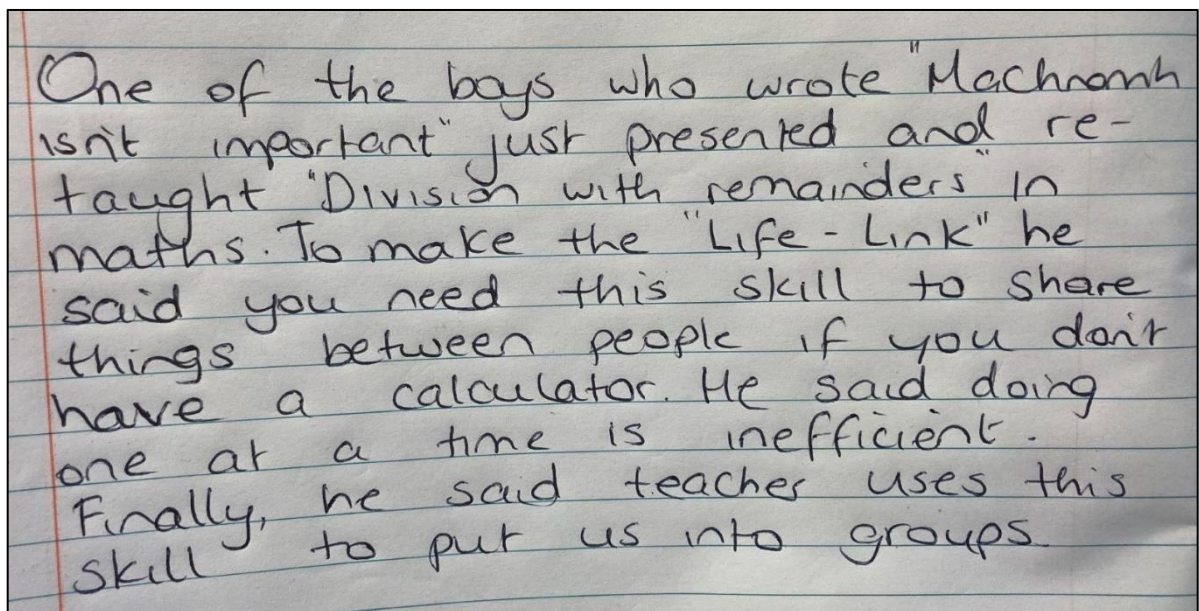 One of the boys who wrote "Machnamh
isn't important" just presented and re-
taught "Division with remainders" in
maths. To make the "Life-Link" he
said you need this skill to share
things between people if you don't
have a calculator. He said doing
one at a time is inefficient.
Finally, he said teacher uses this
skill to put us into groups.